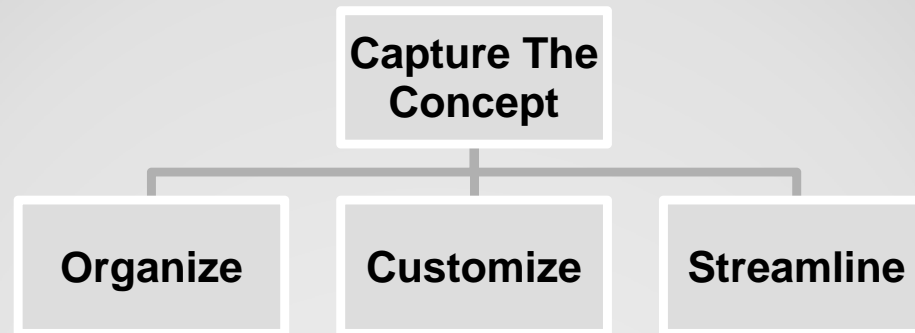 Capture The
Concept
Organize
Customize
Streamline